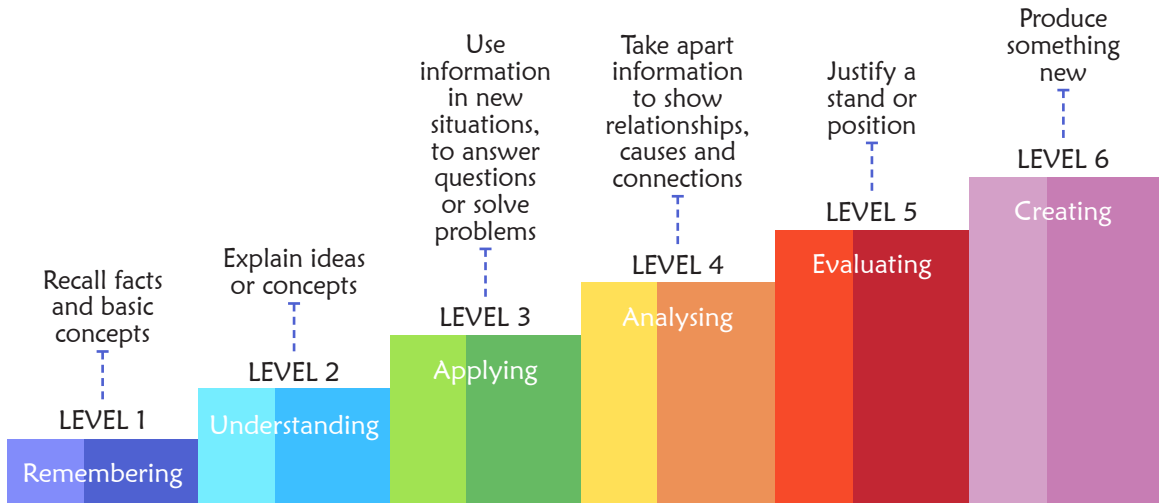 Recall facts
and basic
concepts
LEVEL 1
Remembering
Explain ideas
or concepts
LEVEL 2
Understanding
Use
information
in new
situations,
to answer
questions
or solve
problems
LEVEL 3
Applying
Take apart
information
to show
relationships,
causes and
connections
LEVEL 4
Analysing
Justify a
stand or
position
LEVEL 5
Evaluating
Produce
something
new
LEVEL 6
Creating